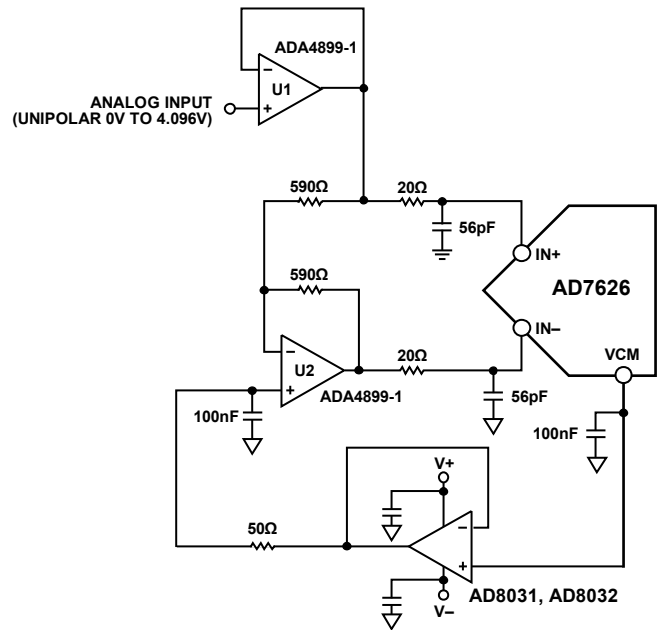 ADA4899-1
−
U1
+
ANALOG INPUT
(UNIPOLAR 0V TO 4.096V)
590Ω
20Ω
56pF
IN+
AD7626
590Ω
IN–
−
U2
+
20Ω
VCM
ADA4899-1
100nF
56pF
100nF
V+
50Ω
−
+
AD8031, AD8032
V–